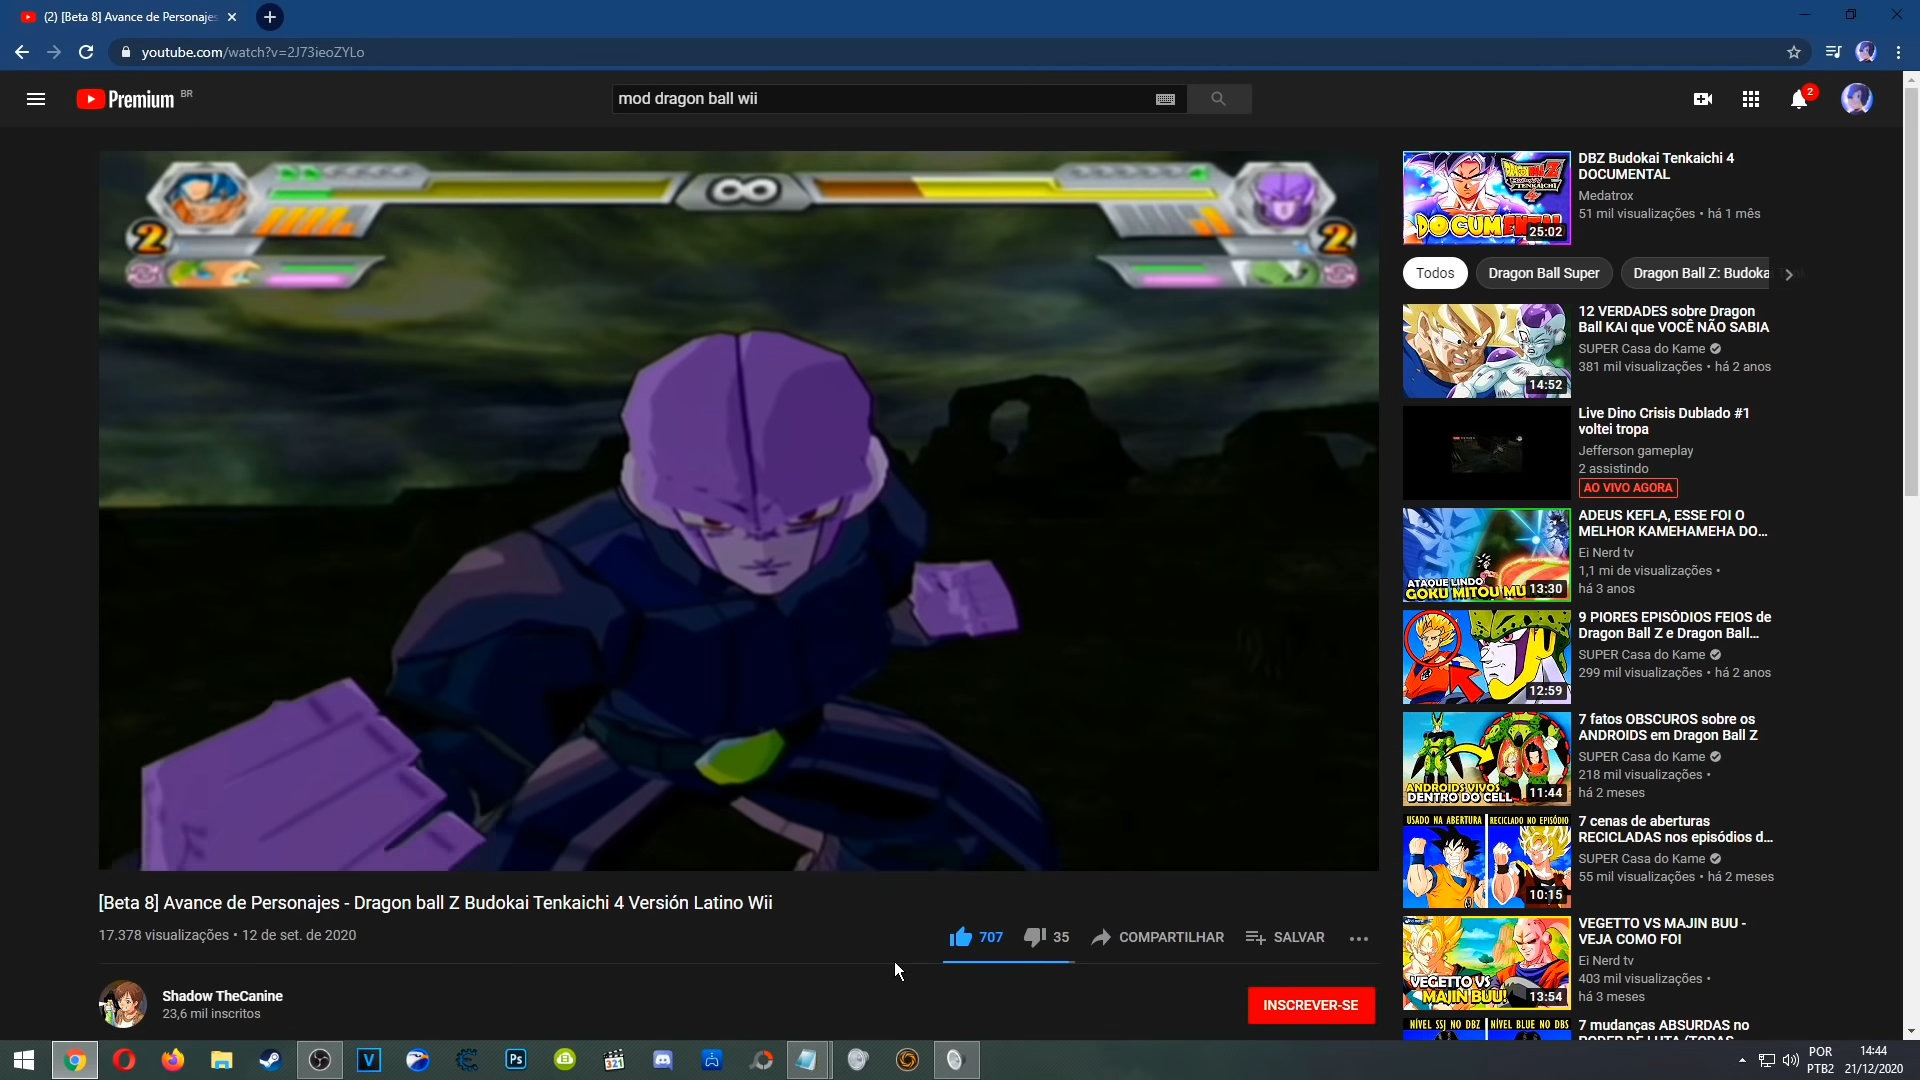 (2) [Beta 8] Avance de Personajes
youtube.com/watch?v=2J73ieoZYLo
Premium BR
mod dragon ball wii
2
2
2
DBZ Budokai Tenkaichi 4
DOCUMENTAL
Medatrox
51 mil visualizações • há 1 mês
25:02
Todos
Dragon Ball Super
Dragon Ball Z: Budoka
12 VERDADES sobre Dragon
Ball KAI que VOCÊ NÃO SABIA
SUPER Casa do Kame
381 mil visualizações • há 2 anos
14:52
Live Dino Crisis Dublado #1
voltei tropa
Jefferson gameplay
2 assistindo
AO VIVO AGORA
ADEUS KEFLA, ESSE FOI O
MELHOR KAMEHAMEHA DO...
Ei Nerd tv
1,1 mi de visualizações •
há 3 anos
ATAQUE LINDO
GOKU MITOU MU
13:30
9 PIORES EPISÓDIOS FEIOS de
Dragon Ball Z e Dragon Ball...
SUPER Casa do Kame
299 mil visualizações • há 2 anos
12:59
7 fatos OBSCUROS sobre os
ANDROIDS em Dragon Ball Z
SUPER Casa do Kame
218 mil visualizações •
há 2 meses
ANDROIDS VIVOS
DENTRO DO CELL
11:44
7 cenas de aberturas
RECICLADAS nos episódios d...
SUPER Casa do Kame
55 mil visualizações • há 2 meses
USADO NA ABERTURA
RECICLADO NO EPISÓDIO
10:15
VEGETTO VS MAJIN BUU -
VEJA COMO FOI
Ei Nerd tv
403 mil visualizações •
há 3 meses
VEGETTO VS
MAJIN BUU!
13:54
7 mudanças ABSURDAS no
PODER DE LUTA (TODAS
NÍVEL SSJ NO DBZ
NÍVEL BLUE NO DBS
[Beta 8] Avance de Personajes - Dragon ball Z Budokai Tenkaichi 4 Versión Latino Wii
17.378 visualizações • 12 de set. de 2020
707
35
COMPARTILHAR
SALVAR
Shadow TheCanine
23,6 mil inscritos
INSCREVER-SE
V
Ps
321
POR
PTB2
14:44
21/12/2020